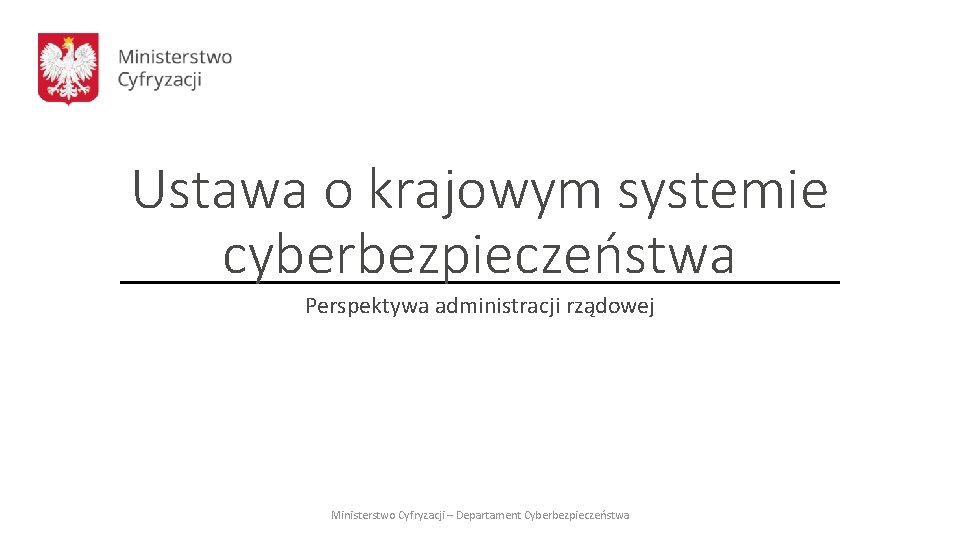 Ministerstwo
Cyfryzacji
Ustawa o krajowym systemie
cyberbezpieczeństwa
Perspektywa administracji rządowej
Ministerstwo Cyfryzacji – Departament Cyberbezpieczeństwa